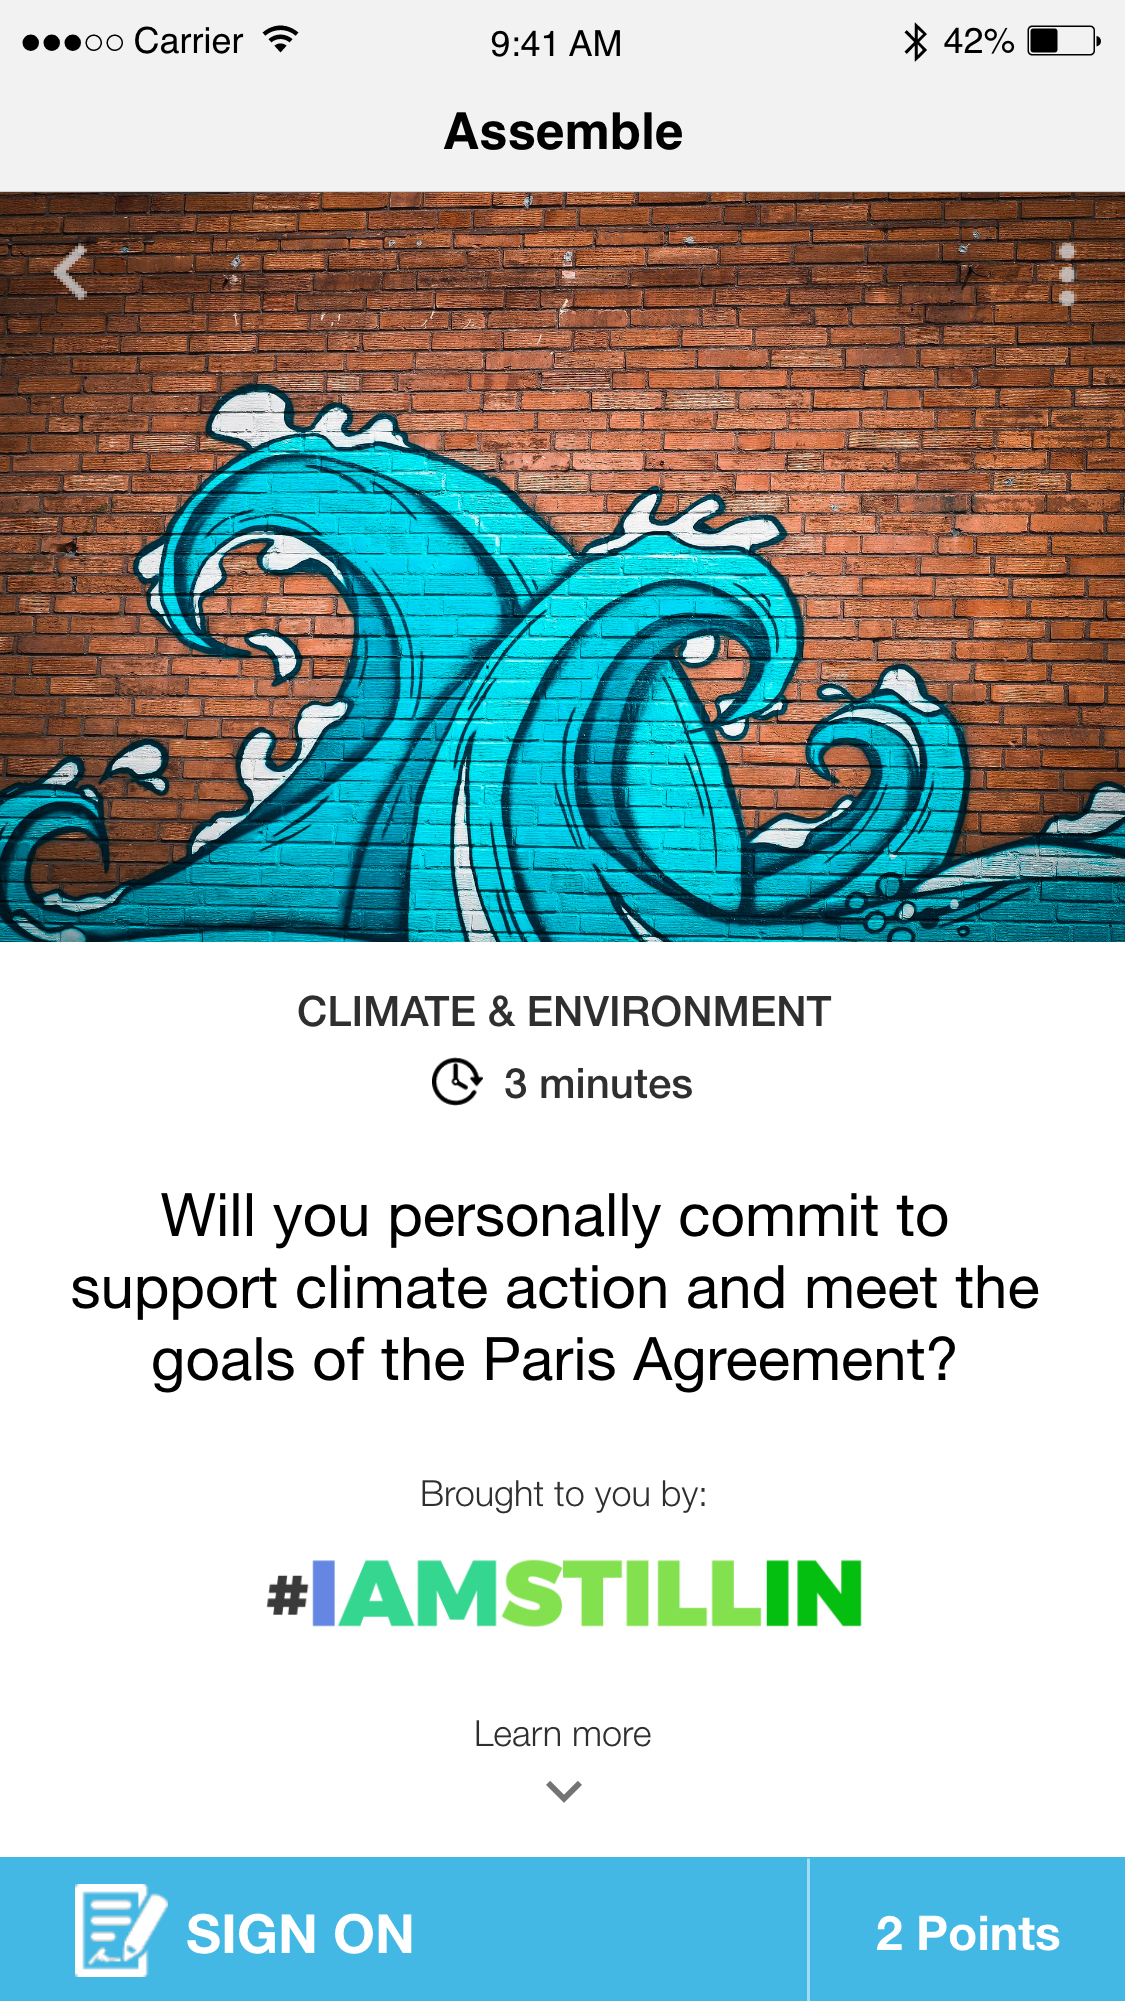 Carrier
9:41 AM
42%
Assemble
CLIMATE & ENVIRONMENT
3 minutes
Will you personally commit to
support climate action and meet the
goals of the Paris Agreement?
Brought to you by:
#IAMSTILLIN
Learn more
SIGN ON
2 Points